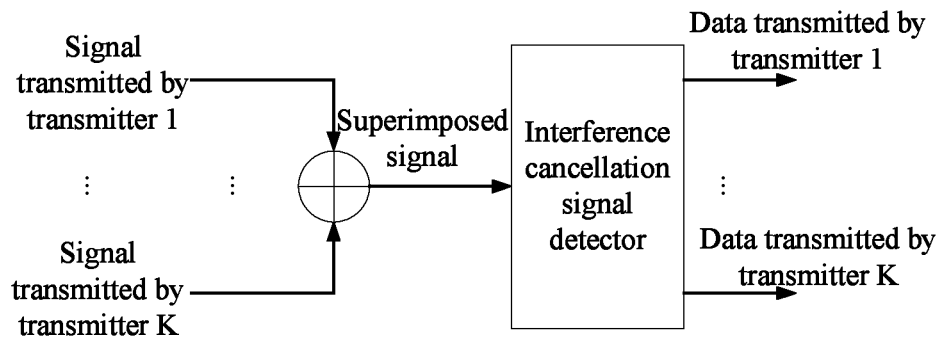 Signal
transmitted by
transmitter 1
⋮
Signal
transmitted by
transmitter K
⋮
Superimposed
signal
Interference
cancellation
signal
detector
Data transmitted by
transmitter 1
⋮
Data transmitted by
transmitter K